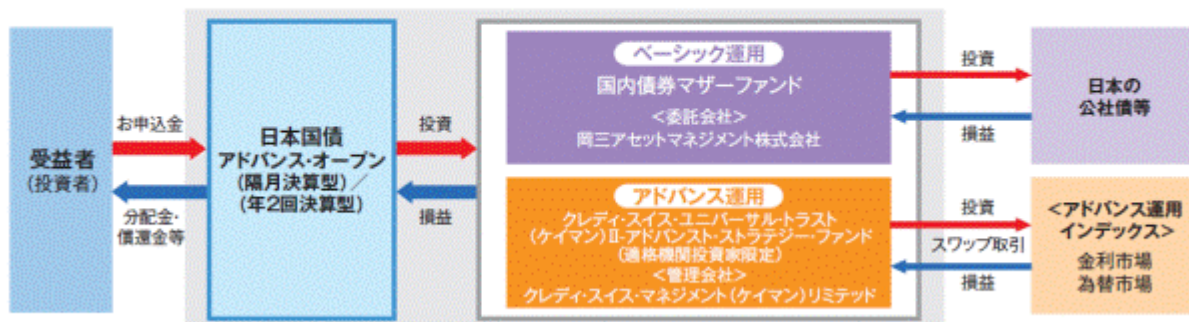 受益者
(投資者)
お申込金
分配金・
償還金等
日本国債
アドバンス・オープン
(隔月決算型)/
(年2回決算型)
投資
損益
ベーシック運用
国内債券マザーファンド
<委託会社>
岡三アセットマネジメント株式会社
アドバンス運用
クレディ・スイス・ユニバーサル・トラスト
(ケイマン)Ⅱ-アドバンスト・ストラテジー・ファンド
(適格機関投資家限定)
<管理会社>
クレディ・スイス・マネジメント(ケイマン)リミテッド
投資
損益
日本の
公社債等
投資
スワップ取引
損益
<アドバンス運用
インデックス>
金利市場
為替市場